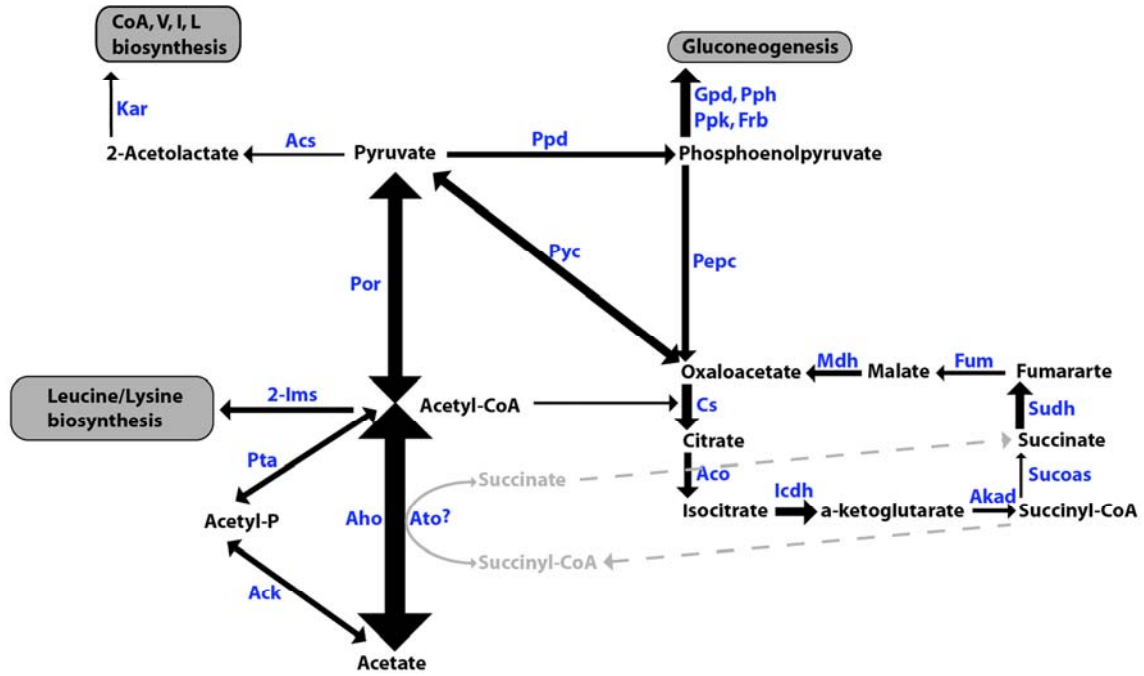 CoA, V, I, L
biosynthesis
Gluconeogenesis
Kar
Gpd, Pph
Ppk, Frb
2-Acetolactate
Acs
Pyruvate
Ppd
Phosphoenolpyruvate
Por
Pyc
Pepc
Leucine/Lysine
biosynthesis
2-Ims
Acetyl-CoA
Oxaloacetate
Mdh
Malate
Fum
Fumararte
Cs
Sudh
Citrate
Succinate
Pta
Succinate
Aco
Icdh
Akad
Sucoas
Acetyl-P
Aho
Ato?
Isocitrate
a-ketoglutarate
Succinyl-CoA
Succinyl-CoA
Ack
Acetate